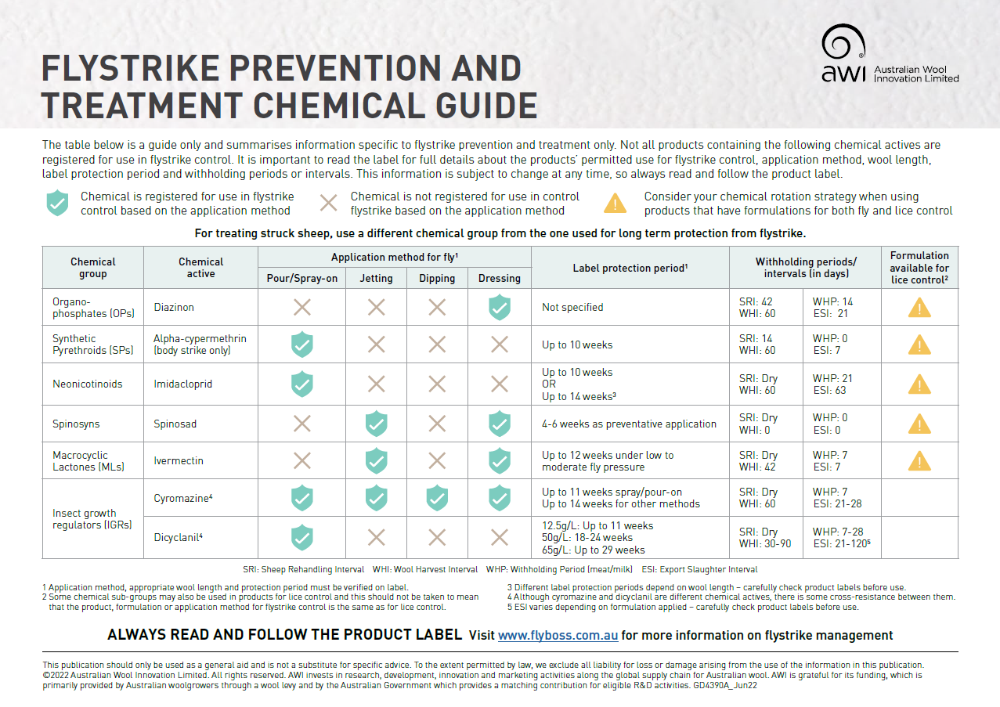 FLYSTRIKE PREVENTION AND
TREATMENT CHEMICAL GUIDE
®
awi
Australian Wool
Innovation Limited
The table below is a guide only and summarises information specific to flystrike prevention and treatment only. Not all products containing the following chemical actives are
registered for use in flystrike control. It is important to read the label for full details about the products' permitted use for flystrike control, application method, wool length,
label protection period and withholding periods or intervals. This information is subject to change at any time, so always read and follow the product label.
Chemical is registered for use in flystrike
control based on the application method
Chemical is not registered for use in control
flystrike based on the application method
Consider your chemical rotation strategy when using
products that have formulations for both fly and lice control
For treating struck sheep, use a different chemical group from the one used for long term protection from flystrike.
Chemical
group
Chemical
active
Application method for fly¹
Pour/Spray-on
Jetting
Dipping
Dressing
Label protection period¹
Withholding periods/
intervals (in days)
Formulation
available for
lice control²
Organo-
phosphates (OPs)
Diazinon
Not specified
SRI: 42
WHI: 60
WHP: 14
ESI: 21
Synthetic
Pyrethroids (SPs)
Alpha-cypermethrin
(body strike only)
Up to 10 weeks
SRI: 14
WHI: 60
WHP: 0
ESI: 7
Neonicotinoids
Imidacloprid
Up to 10 weeks
OR
Up to 14 weeks³
SRI: Dry
WHI: 60
WHP: 21
ESI: 63
Spinosyns
Spinosad
4-6 weeks as preventative application
SRI: Dry
WHI: 0
WHP: 0
ESI: 0
Macrocyclic
Lactones (MLs)
Ivermectin
Up to 12 weeks under low to
moderate fly pressure
SRI: Dry
WHI: 42
WHP: 7
ESI: 7
Insect growth
regulators (IGRs)
Cyromazine⁴
Up to 11 weeks spray/pour-on
Up to 14 weeks for other methods
SRI: Dry
WHI: 60
WHP: 7
ESI: 21-28
Dicyclanil⁴
12.5g/L: Up to 11 weeks
50g/L: 18-24 weeks
65g/L: Up to 29 weeks
SRI: Dry
WHI: 30-90
WHP: 7-28
ESI: 21-120⁵
SRI: Sheep Rehandling Interval WHI: Wool Harvest Interval WHP: Withholding Period (meat/milk) ESI: Export Slaughter Interval
1 Application method, appropriate wool length and protection period must be verified on label.
2 Some chemical sub-groups may also be used in products for lice control and this should not be taken to mean
that the product, formulation or application method for flystrike control is the same as for lice control.
3 Different label protection periods depend on wool length – carefully check product labels before use.
4 Although cyromazine and dicyclanil are different chemical actives, there is some cross-resistance between them.
5 ESI varies depending on formulation applied – carefully check product labels before use.
ALWAYS READ AND FOLLOW THE PRODUCT LABEL Visit www.flyboss.com.au for more information on flystrike management
This publication should only be used as a general aid and is not a substitute for specific advice. To the extent permitted by law, we exclude all liability for loss or damage arising from the use of the information in this publication.
©2022 Australian Wool Innovation Limited. All rights reserved. AWI invests in research, development, innovation and marketing activities along the global supply chain for Australian wool. AWI is grateful for its funding, which is
primarily provided by Australian woolgrowers through a wool levy and by the Australian Government which provides a matching contribution for eligible R&D activities. GD4390A_Jun22